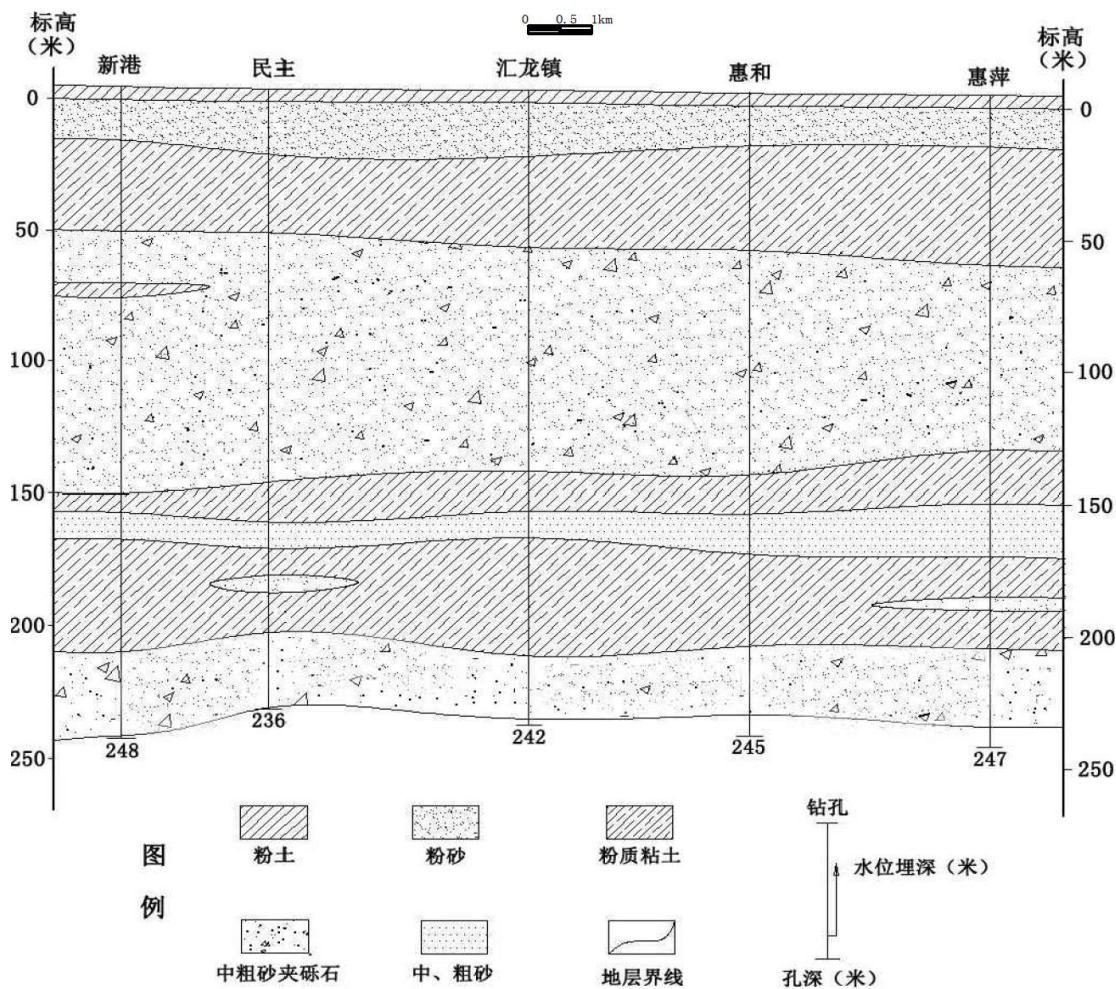 0 0.5 1km
标高
（米）
标高
（米）
新港
民主
汇龙镇
惠和
惠萍
0
50
100
150
200
250
0
50
100
150
200
250
248
236
242
245
247
图
例
粉土
粉砂
粉质粘土
中粗砂夹砾石
中、粗砂
地层界线
钻孔
水位埋深（米）
孔深（米）